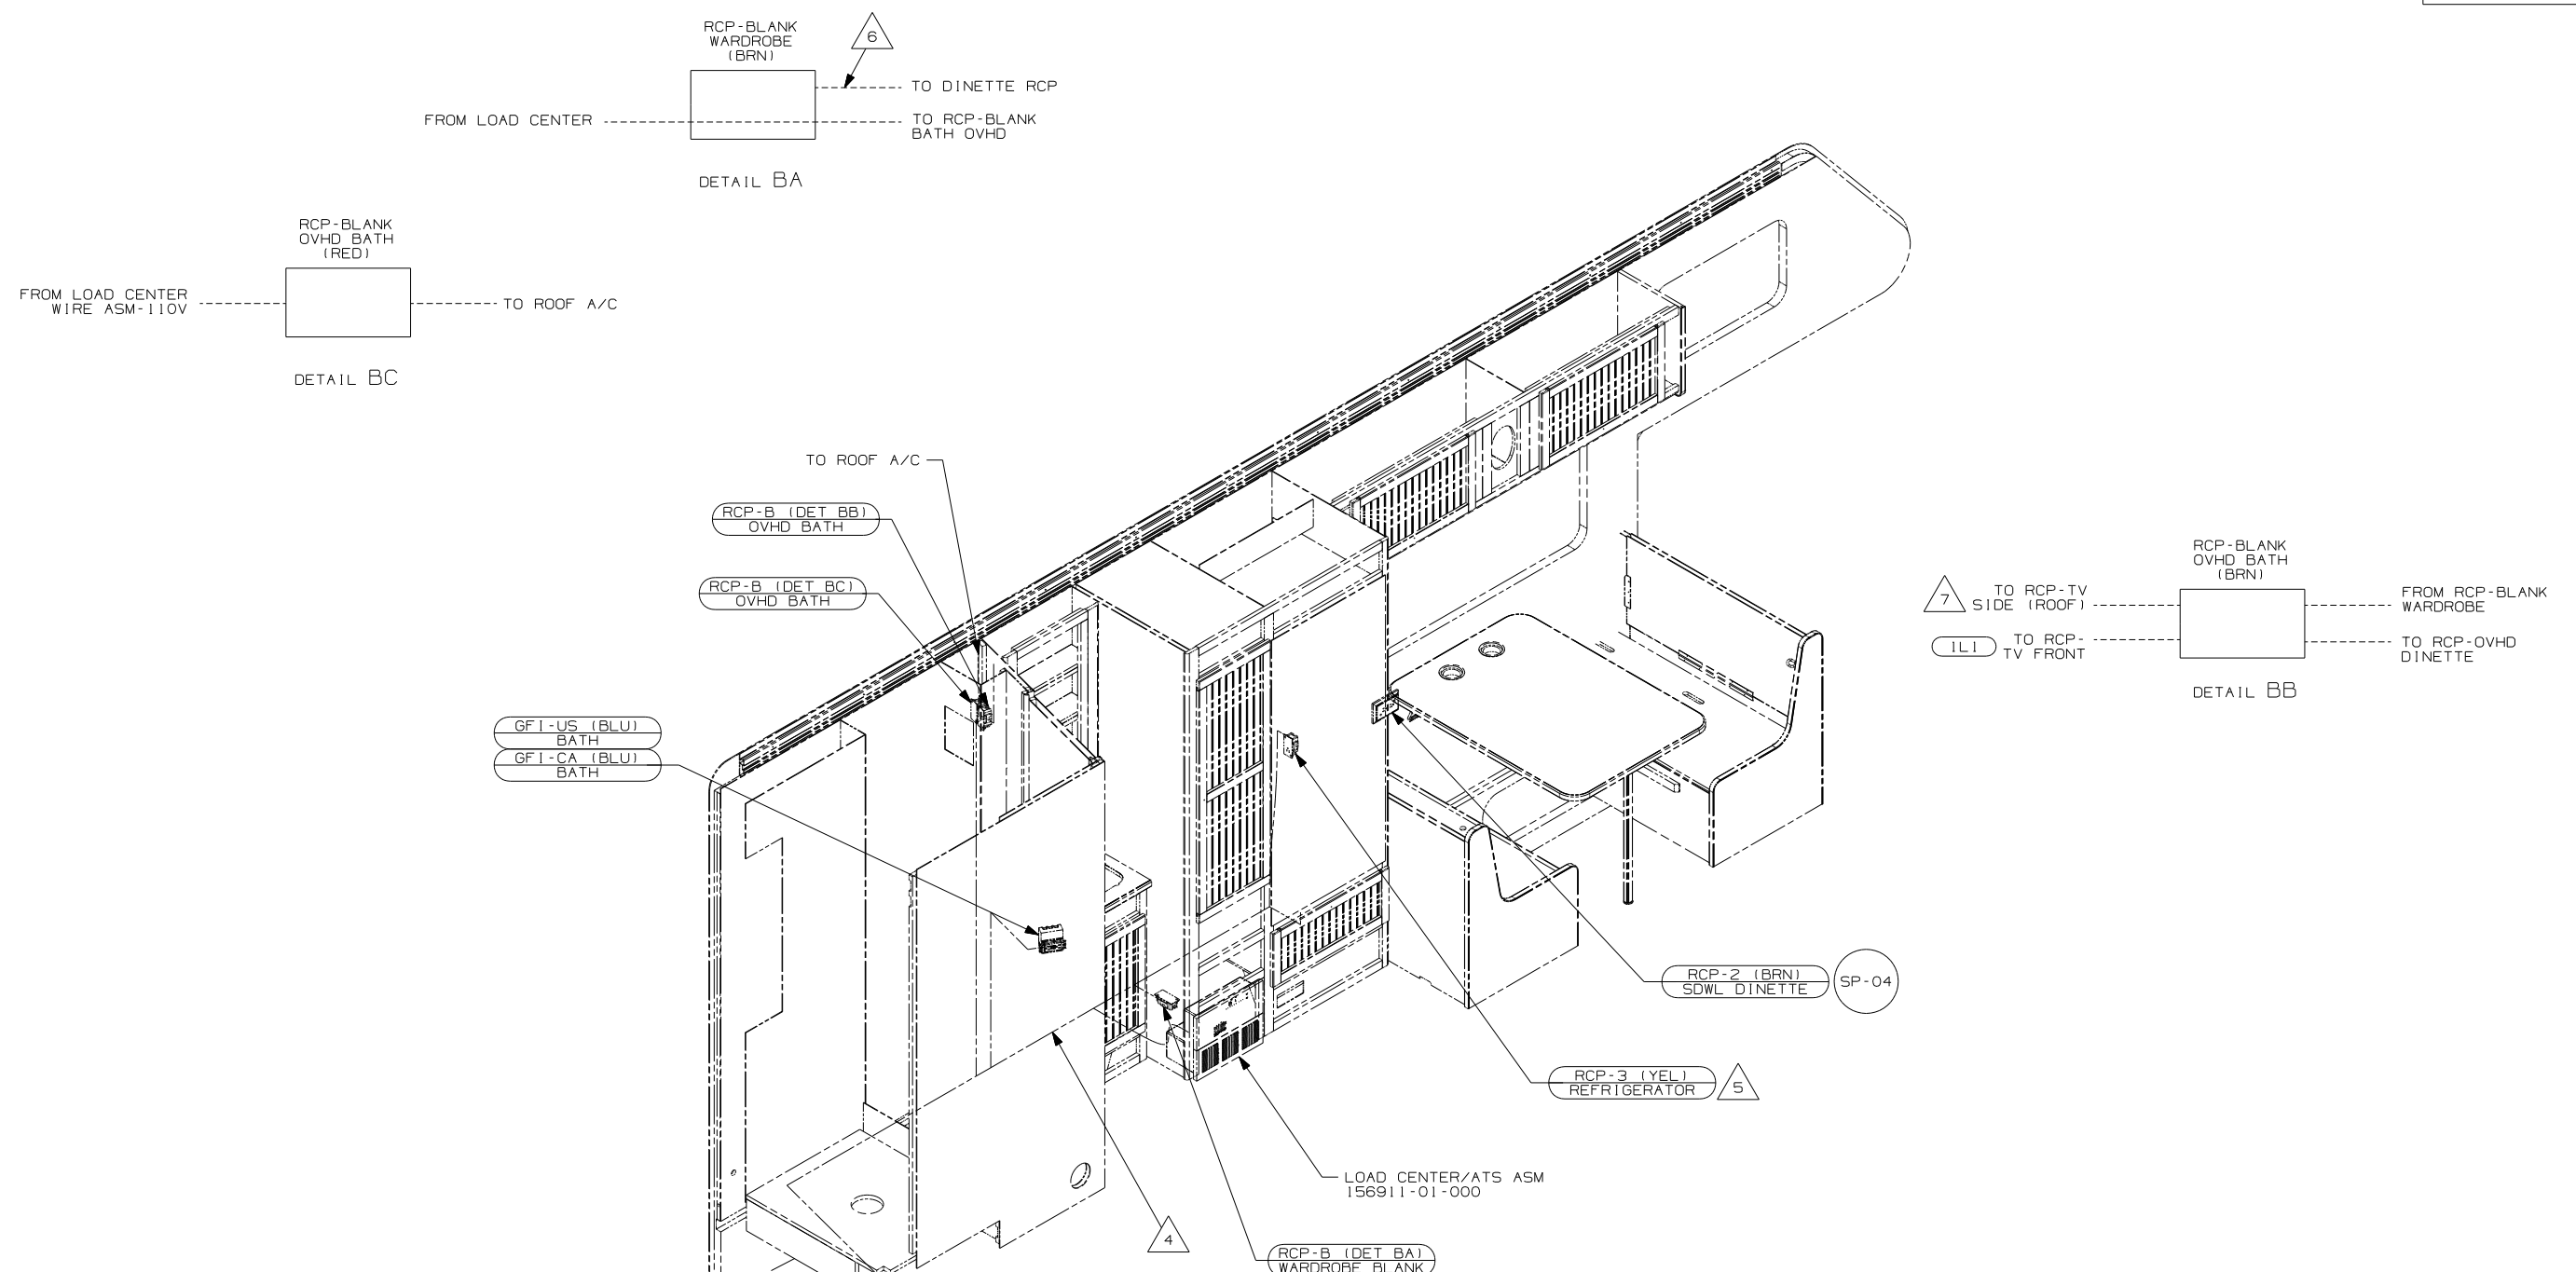 RCP-BLANK
WARDROBE
(BRN)
6
TO DINETTE RCP
FROM LOAD CENTER
TO RCP-BLANK
BATH OVHD
DETAIL BA
RCP-BLANK
OVHD BATH
(RED)
FROM LOAD CENTER
WIRE ASM-110V
TO ROOF A/C
DETAIL BC
TO ROOF A/C
RCP-B (DET BB)
OVHD BATH
RCP-B (DET BC)
OVHD BATH
GFI-US (BLU)
BATH
GFI-CA (BLU)
BATH
RCP-BLANK
OVHD BATH
(BRN)
7
TO RCP-TV
SIDE (ROOF)
FROM RCP-BLANK
WARDROBE
1L1
TO RCP-
TV FRONT
TO RCP-OVHD
DINETTE
DETAIL BB
RCP-2 (BRN)
SDWL DINETTE
SP-04
RCP-3 (YEL)
REFRIGERATOR
5
LOAD CENTER/ATS ASM
156911-01-000
4
RCP-B (DET BA)
WARDROBE BLANK